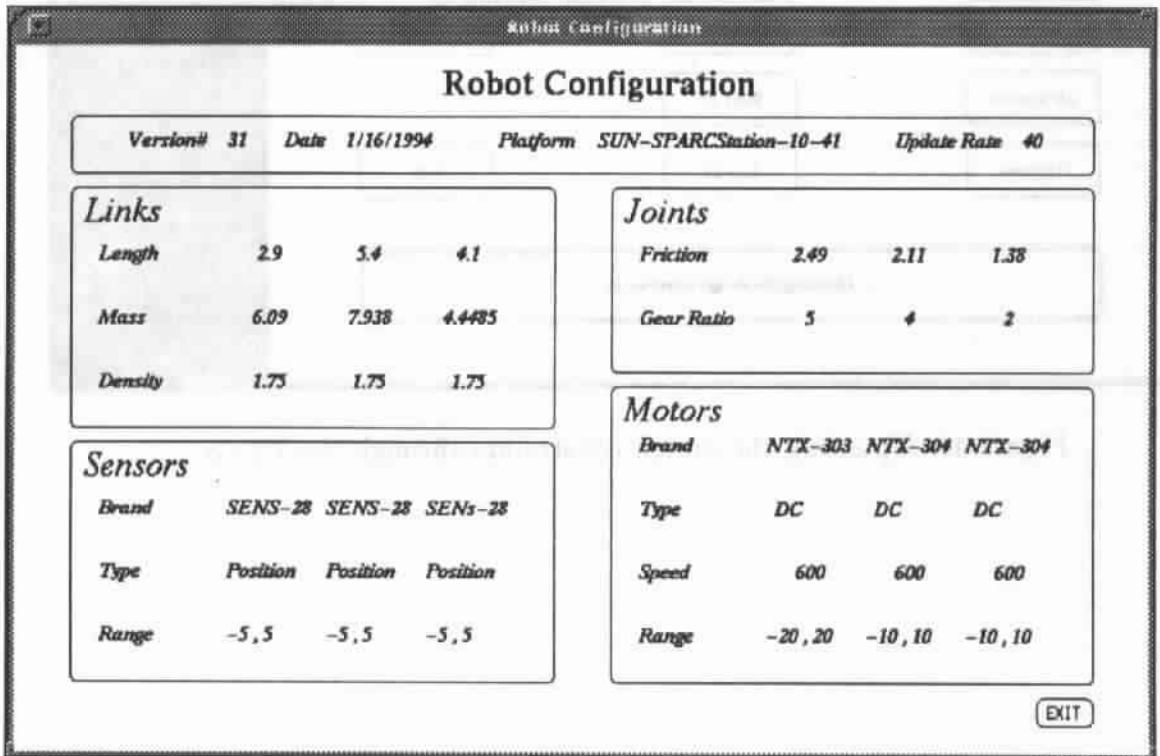 Robot Configuration
Robot Configuration
Version# 31 Date 1/16/1994 Platform SUN-SPARCStation-10-41 Update Rate 40
Links
Length 2.9 5.4 4.1
Mass 6.09 7.938 4.4485
Density 1.75 1.75 1.75
Sensors
Brand SENS-28 SENS-28 SENs-28
Type Position Position Position
Range -5 , 5 -5 , 5 -5 , 5
Joints
Friction 2.49 2.11 1.38
Gear Ratio 5 4 2
Motors
Brand NTX-303 NTX-304 NTX-304
Type DC DC DC
Speed 600 600 600
Range -20 , 20 -10 , 10 -10 , 10
EXIT